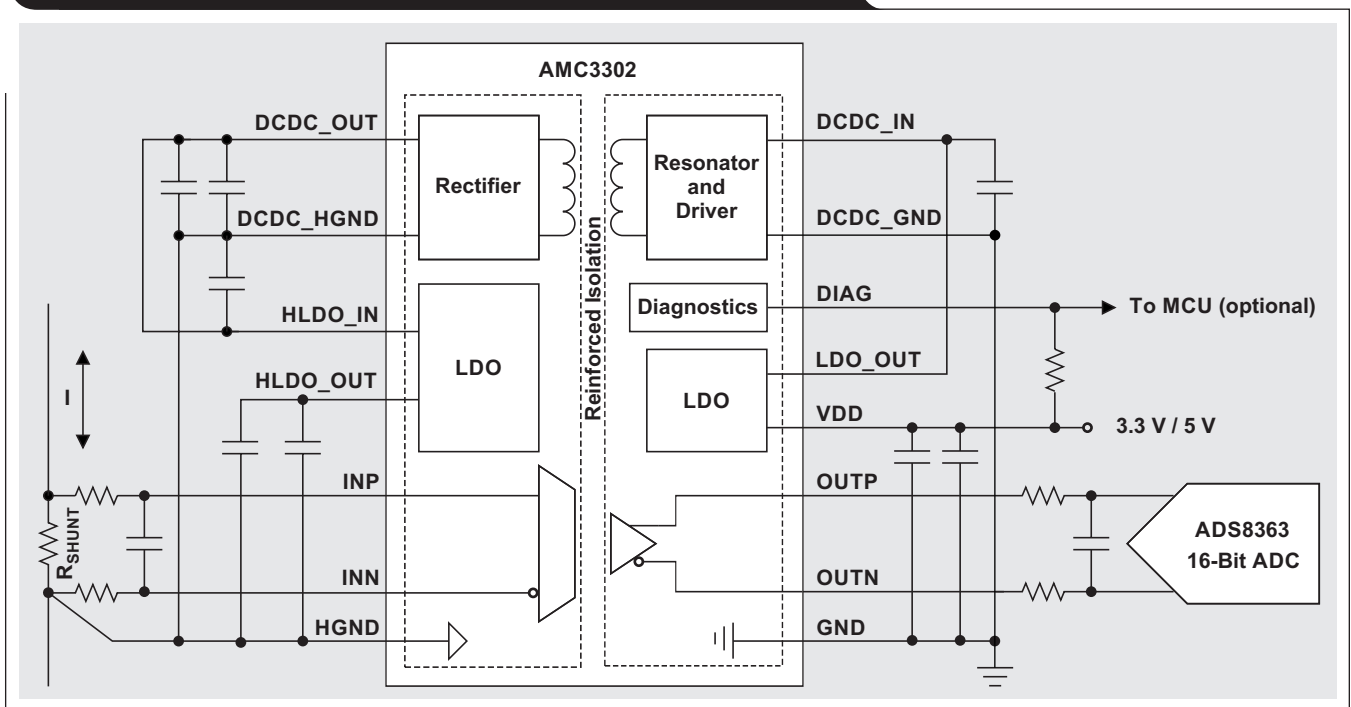 AMC3302
DCDC_OUT
DCDC_IN
Rectifier
Resonator
and
Driver
DCDC_HGND
DCDC_GND
Reinforced Isolation
Diagnostics
DIAG
To MCU (optional)
HLDO_IN
LDO
LDO_OUT
HLDO_OUT
LDO
I
VDD
3.3 V / 5 V
INP
OUTP
RSHUNT
ADS8363
16-Bit ADC
INN
OUTN
HGND
GND